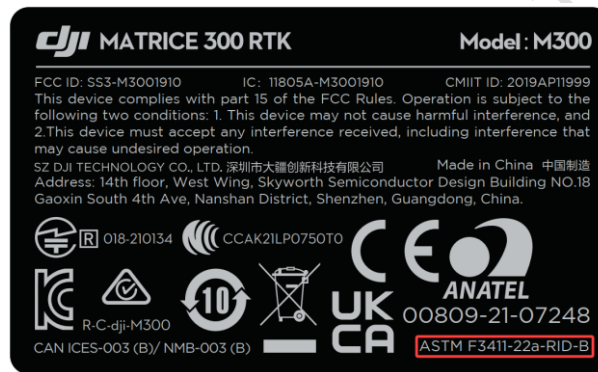 dji MATRICE 300 RTK Model : M300
FCC ID: SS3-M3001910 IC: 11805A-M3001910 CMIIT ID: 2019AP11999
This device complies with part 15 of the FCC Rules. Operation is subject to the
following two conditions: 1. This device may not cause harmful interference, and
2.This device must accept any interference received, including interference that
may cause undesired operation.
SZ DJI TECHNOLOGY CO., LTD. 深圳市大疆创新科技有限公司 Made in China 中国制造
Address: 14th floor, West Wing, Skyworth Semiconductor Design Building NO.18
Gaoxin South 4th Ave, Nanshan District, Shenzhen, Guangdong, China.
R 018-210134 CCAK21LP0750T0 CE
ANATEL
10
UK
CA
00809-21-07248
R-C-dji-M300
CAN ICES-003 (B)/ NMB-003 (B)
ASTM F3411-22a-RID-B